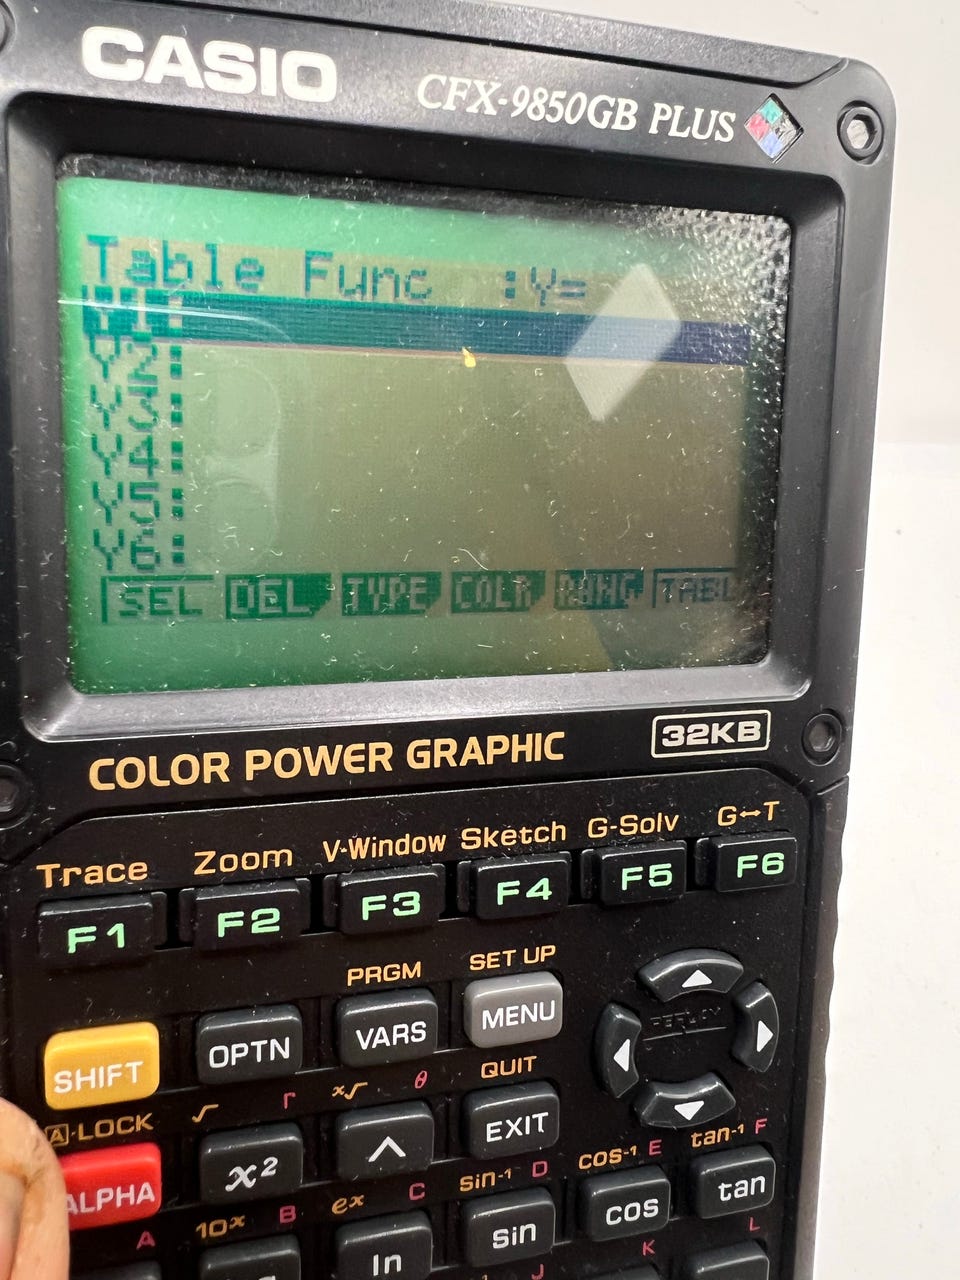 CASIO
CFX-9850GB PLUS
Table Func :Y=
Y1:
Y2:
Y3:
Y4:
Y5:
Y6:
SEL DEL TYPE COLR RANG TABL
COLOR POWER GRAPHIC 32KB
Trace Zoom V-Window Sketch G-Solv G↔T
F1 F2 F3 F4 F5 F6
PRGM SET UP
SHIFT OPTN VARS MENU
REPLAY
A-LOCK √ r ˣ√ θ QUIT
ALPHA x² ^ EXIT
10ˣ B eˣ C sin⁻¹ D cos⁻¹ E tan⁻¹ F
A ln sin cos tan
J K L